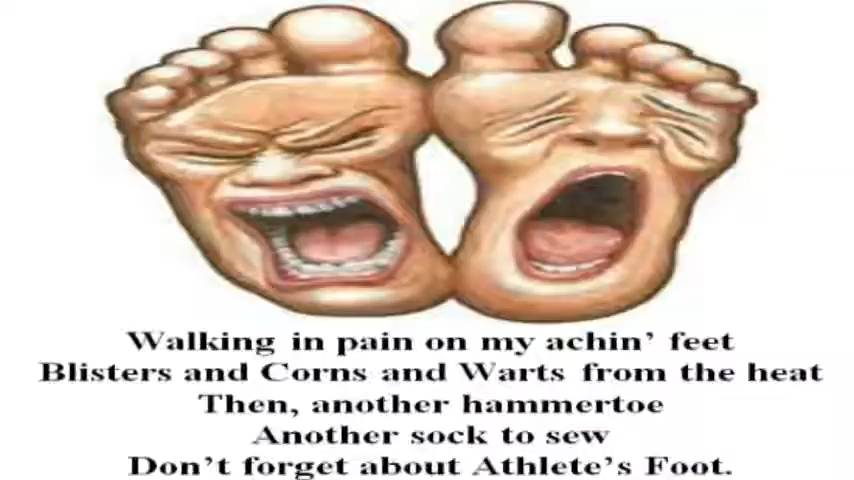 Walking in pain on my achin’ feet
Blisters and Corns and Warts from the heat
Then, another hammertoe
Another sock to sew
Don’t forget about Athlete’s Foot.